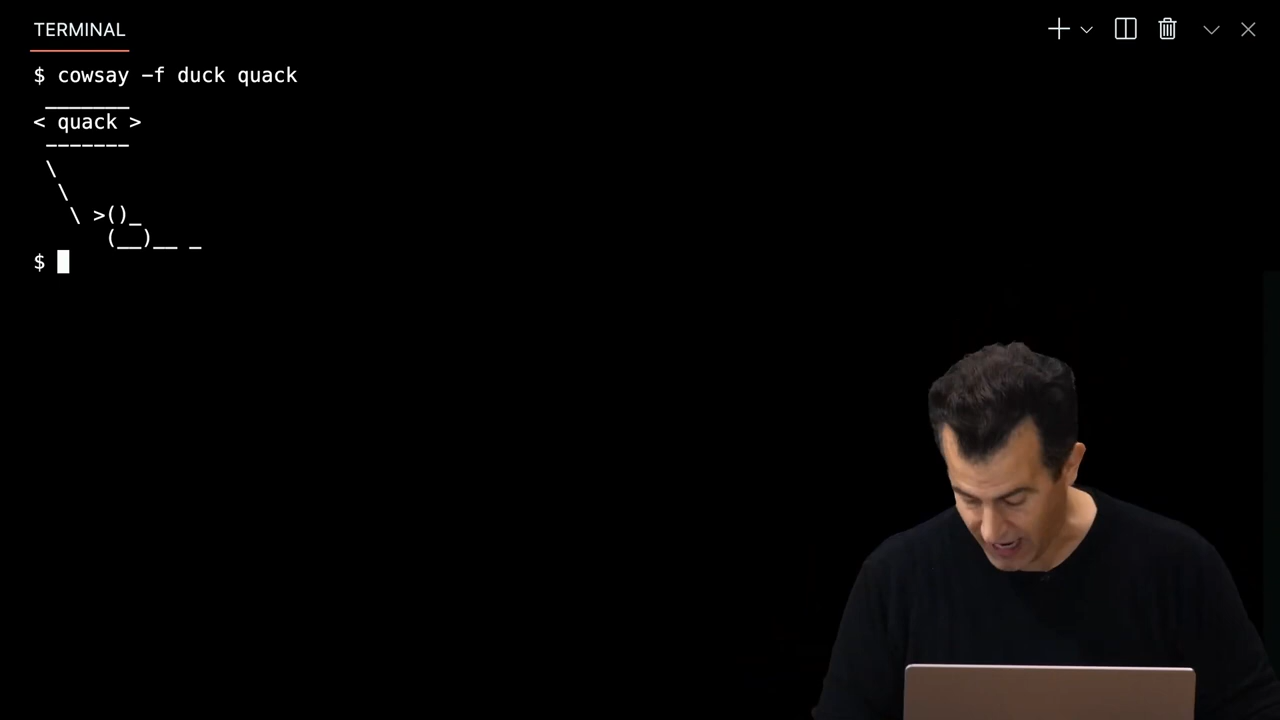 TERMINAL
$ cowsay -f duck quack
 _______
< quack >
 -------
 \
  \
   \ >()_
      (__)__ _
$